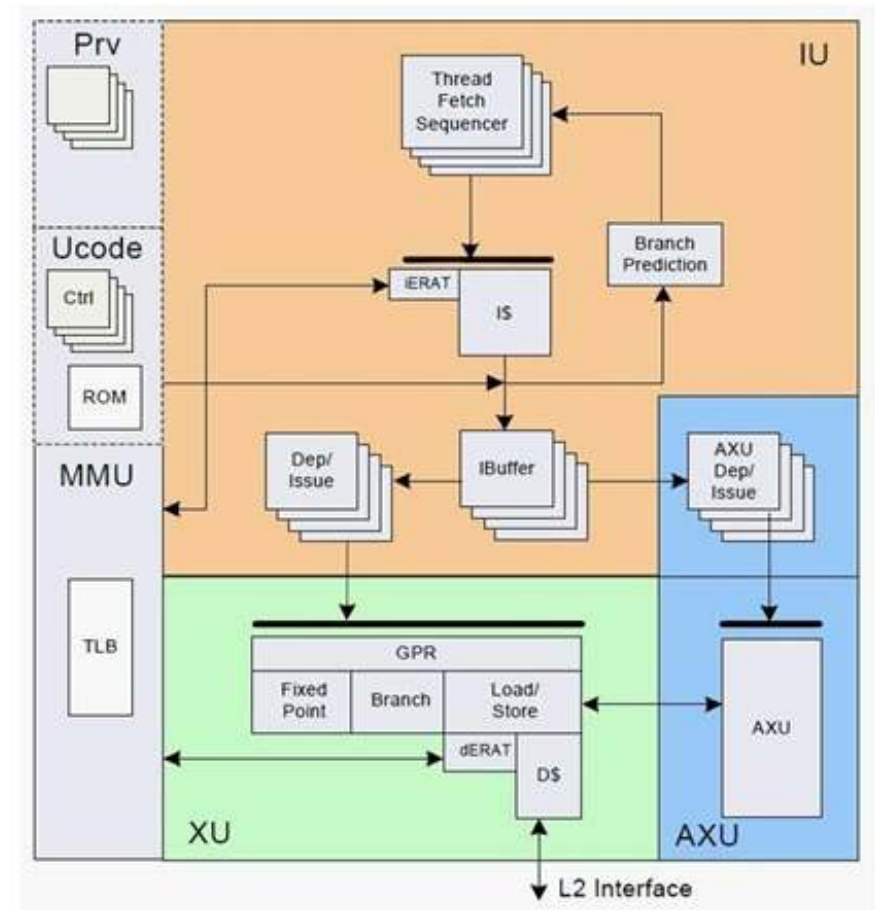 Prv
IU
Thread
Fetch
Sequencer
Ucode
Ctrl
ROM
Branch
Prediction
iERAT
I$
MMU
Dep/
Issue
IBuffer
AXU
Dep/
Issue
TLB
GPR
Fixed
Point
Branch
Load/
Store
dERAT
D$
AXU
XU
AXU
L2 Interface